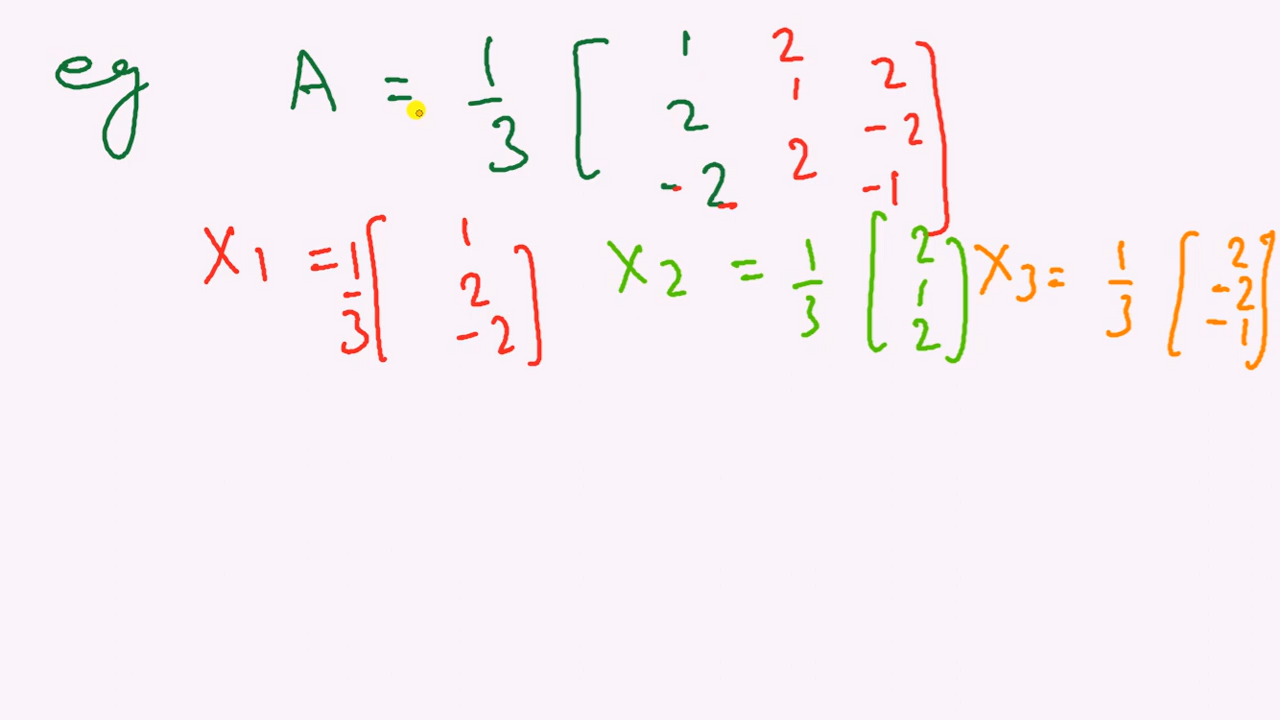 eg A = 1/3 [ 1 2 2
2 1 -2
-2 2 -1 ]
X1 = 1/3 [ 1 2 -2 ] X2 = 1/3 [ 2 1 2 ] X3 = 1/3 [ 2 -2 -1 ]